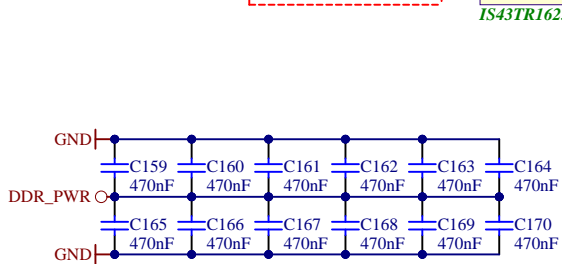 IS43TR162
GND
C159 C160 C161 C162 C163 C164
470nF 470nF 470nF 470nF 470nF 470nF
DDR_PWR
C165 C166 C167 C168 C169 C170
470nF 470nF 470nF 470nF 470nF 470nF
GND